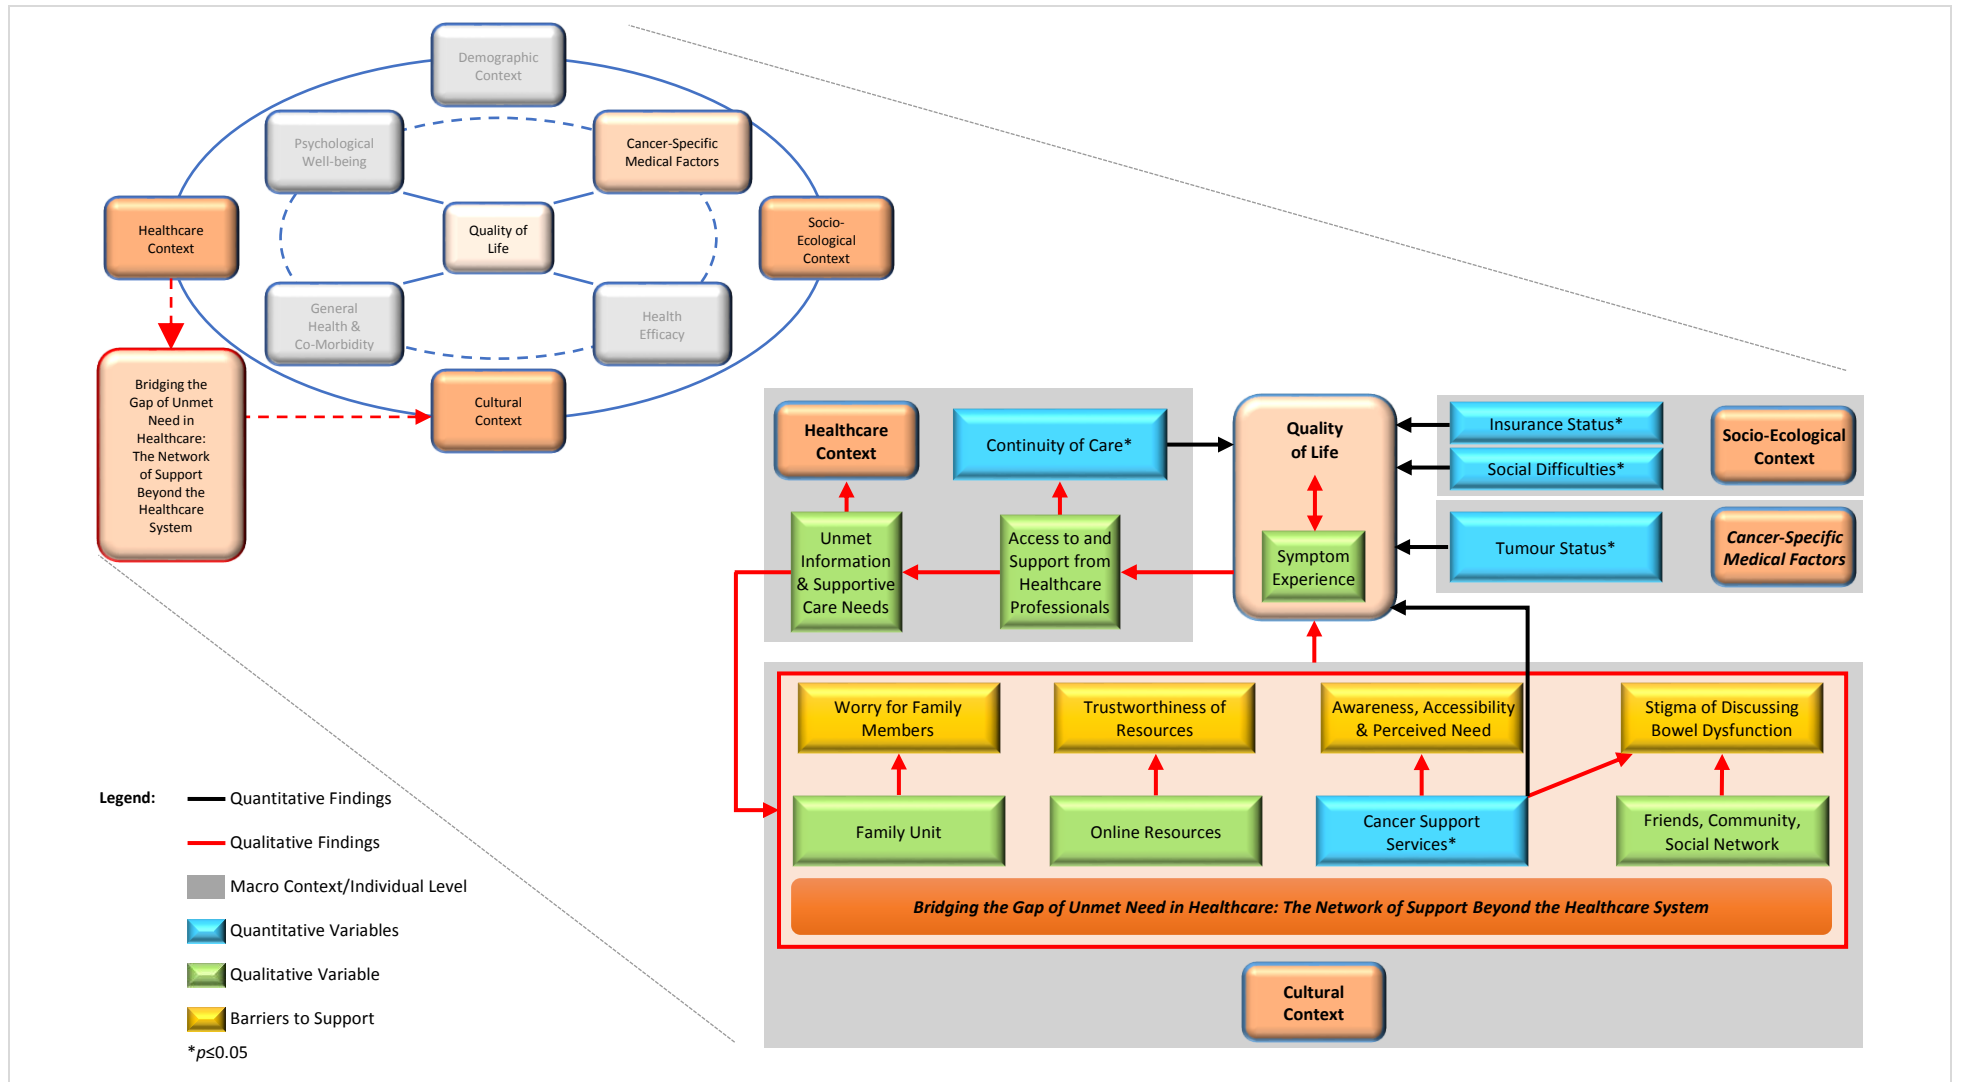 Demographic
Context
Psychological
Well-being
Cancer-Specific
Medical Factors
Healthcare
Context
Quality of
Life
Socio-
Ecological
Context
General
Health &
Co-Morbidity
Health
Efficacy
Cultural
Context
Bridging the
Gap of Unmet
Need in
Healthcare:
The Network
of Support
Beyond the
Healthcare
System
Healthcare
Context
Continuity of Care*
Quality
of Life
Insurance Status*
Social Difficulties*
Socio-Ecological
Context
Unmet
Information
& Supportive
Care Needs
Access to and
Support from
Healthcare
Professionals
Symptom
Experience
Tumour Status*
Cancer-Specific
Medical Factors
Worry for Family
Members
Trustworthiness of
Resources
Awareness, Accessibility
& Perceived Need
Stigma of Discussing
Bowel Dysfunction
Family Unit
Online Resources
Cancer Support
Services*
Friends, Community,
Social Network
Bridging the Gap of Unmet Need in Healthcare: The Network of Support Beyond the Healthcare System
Cultural
Context
Legend:
Quantitative Findings
Qualitative Findings
Macro Context/Individual Level
Quantitative Variables
Qualitative Variable
Barriers to Support
*p≤0.05